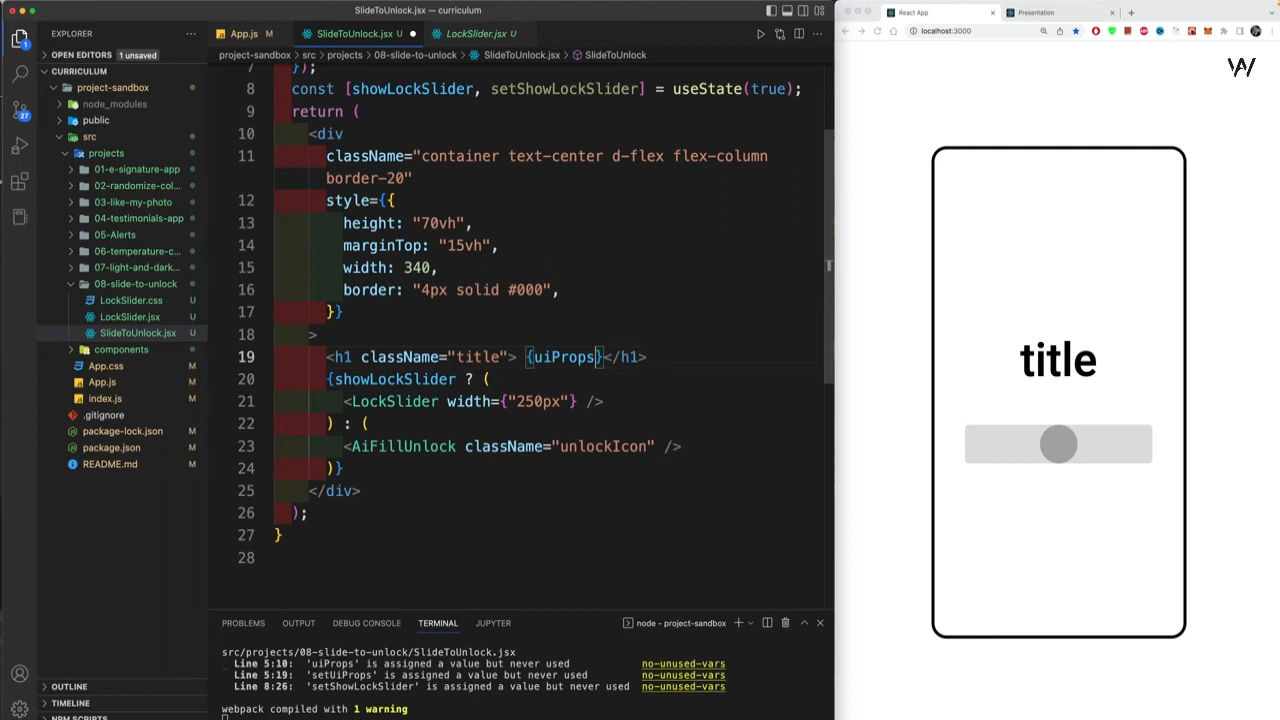 SlideToUnlock.jsx — curriculum
React App
Presentation
localhost:3000
EXPLORER
App.js M
SlideToUnlock.jsx U
LockSlider.jsx U
OPEN EDITORS 1 unsaved
project-sandbox > src > projects > 08-slide-to-unlock > SlideToUnlock.jsx > SlideToUnlock
CURRICULUM
project-sandbox
node_modules
public
src
projects
01-e-signature-app
02-randomize-col...
03-like-my-photo
04-testimonials-app
05-Alerts
06-temperature-c...
07-light-and-dark...
08-slide-to-unlock
LockSlider.css U
LockSlider.jsx U
SlideToUnlock.jsx U
components
App.css M
App.js M
index.js M
.gitignore
package-lock.json M
package.json M
README.md M
OUTLINE
TIMELINE
NPM SCRIPTS
1
27
7 });
8 const [showLockSlider, setShowLockSlider] = useState(true);
9 return (
10 <div
11 className="container text-center d-flex flex-column
border-20"
12 style={{
13 height: "70vh",
14 marginTop: "15vh",
15 width: 340,
16 border: "4px solid #000",
17 }}
18 >
19 <h1 className="title"> {uiProps}</h1>
20 {showLockSlider ? (
21 <LockSlider width={"250px"} />
22 ) : (
23 <AiFillUnlock className="unlockIcon" />
24 )}
25 </div>
26 );
27 }
28
PROBLEMS
OUTPUT
DEBUG CONSOLE
TERMINAL
JUPYTER
node - project-sandbox
src/projects/08-slide-to-unlock/SlideToUnlock.jsx
Line 5:10: 'uiProps' is assigned a value but never used no-unused-vars
Line 5:19: 'setUiProps' is assigned a value but never used no-unused-vars
Line 8:26: 'setShowLockSlider' is assigned a value but never used no-unused-vars
webpack compiled with 1 warning
title
W